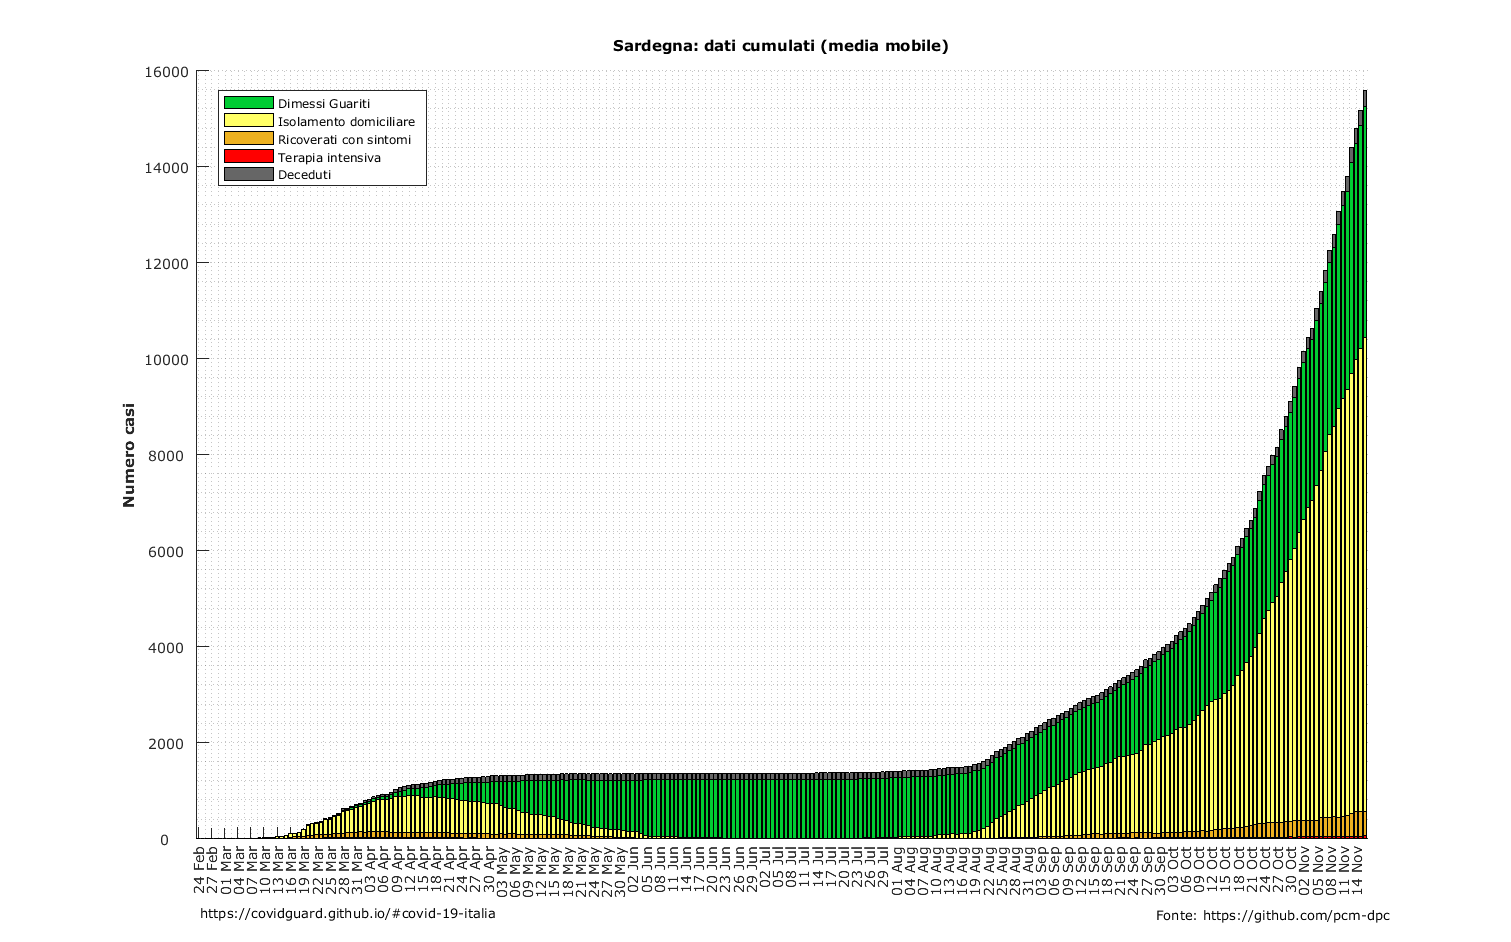 Sardegna: dati cumulati (media mobile)
16000
14000
12000
10000
8000
6000
4000
2000
0
Numero casi
Dimessi Guariti
Isolamento domiciliare
Ricoverati con sintomi
Terapia intensiva
Deceduti
24 Feb
27 Feb
01 Mar
04 Mar
07 Mar
10 Mar
13 Mar
16 Mar
19 Mar
22 Mar
25 Mar
28 Mar
31 Mar
03 Apr
06 Apr
09 Apr
12 Apr
15 Apr
18 Apr
21 Apr
24 Apr
27 Apr
30 Apr
03 May
06 May
09 May
12 May
15 May
18 May
21 May
24 May
27 May
30 May
02 Jun
05 Jun
08 Jun
11 Jun
14 Jun
17 Jun
20 Jun
23 Jun
26 Jun
29 Jun
02 Jul
05 Jul
08 Jul
11 Jul
14 Jul
17 Jul
20 Jul
23 Jul
26 Jul
29 Jul
01 Aug
04 Aug
07 Aug
10 Aug
13 Aug
16 Aug
19 Aug
22 Aug
25 Aug
28 Aug
31 Aug
03 Sep
06 Sep
09 Sep
12 Sep
15 Sep
18 Sep
21 Sep
24 Sep
27 Sep
30 Sep
03 Oct
06 Oct
09 Oct
12 Oct
15 Oct
18 Oct
21 Oct
24 Oct
27 Oct
30 Oct
02 Nov
05 Nov
08 Nov
11 Nov
14 Nov
https://covidguard.github.io/#covid-19-italia
Fonte: https://github.com/pcm-dpc